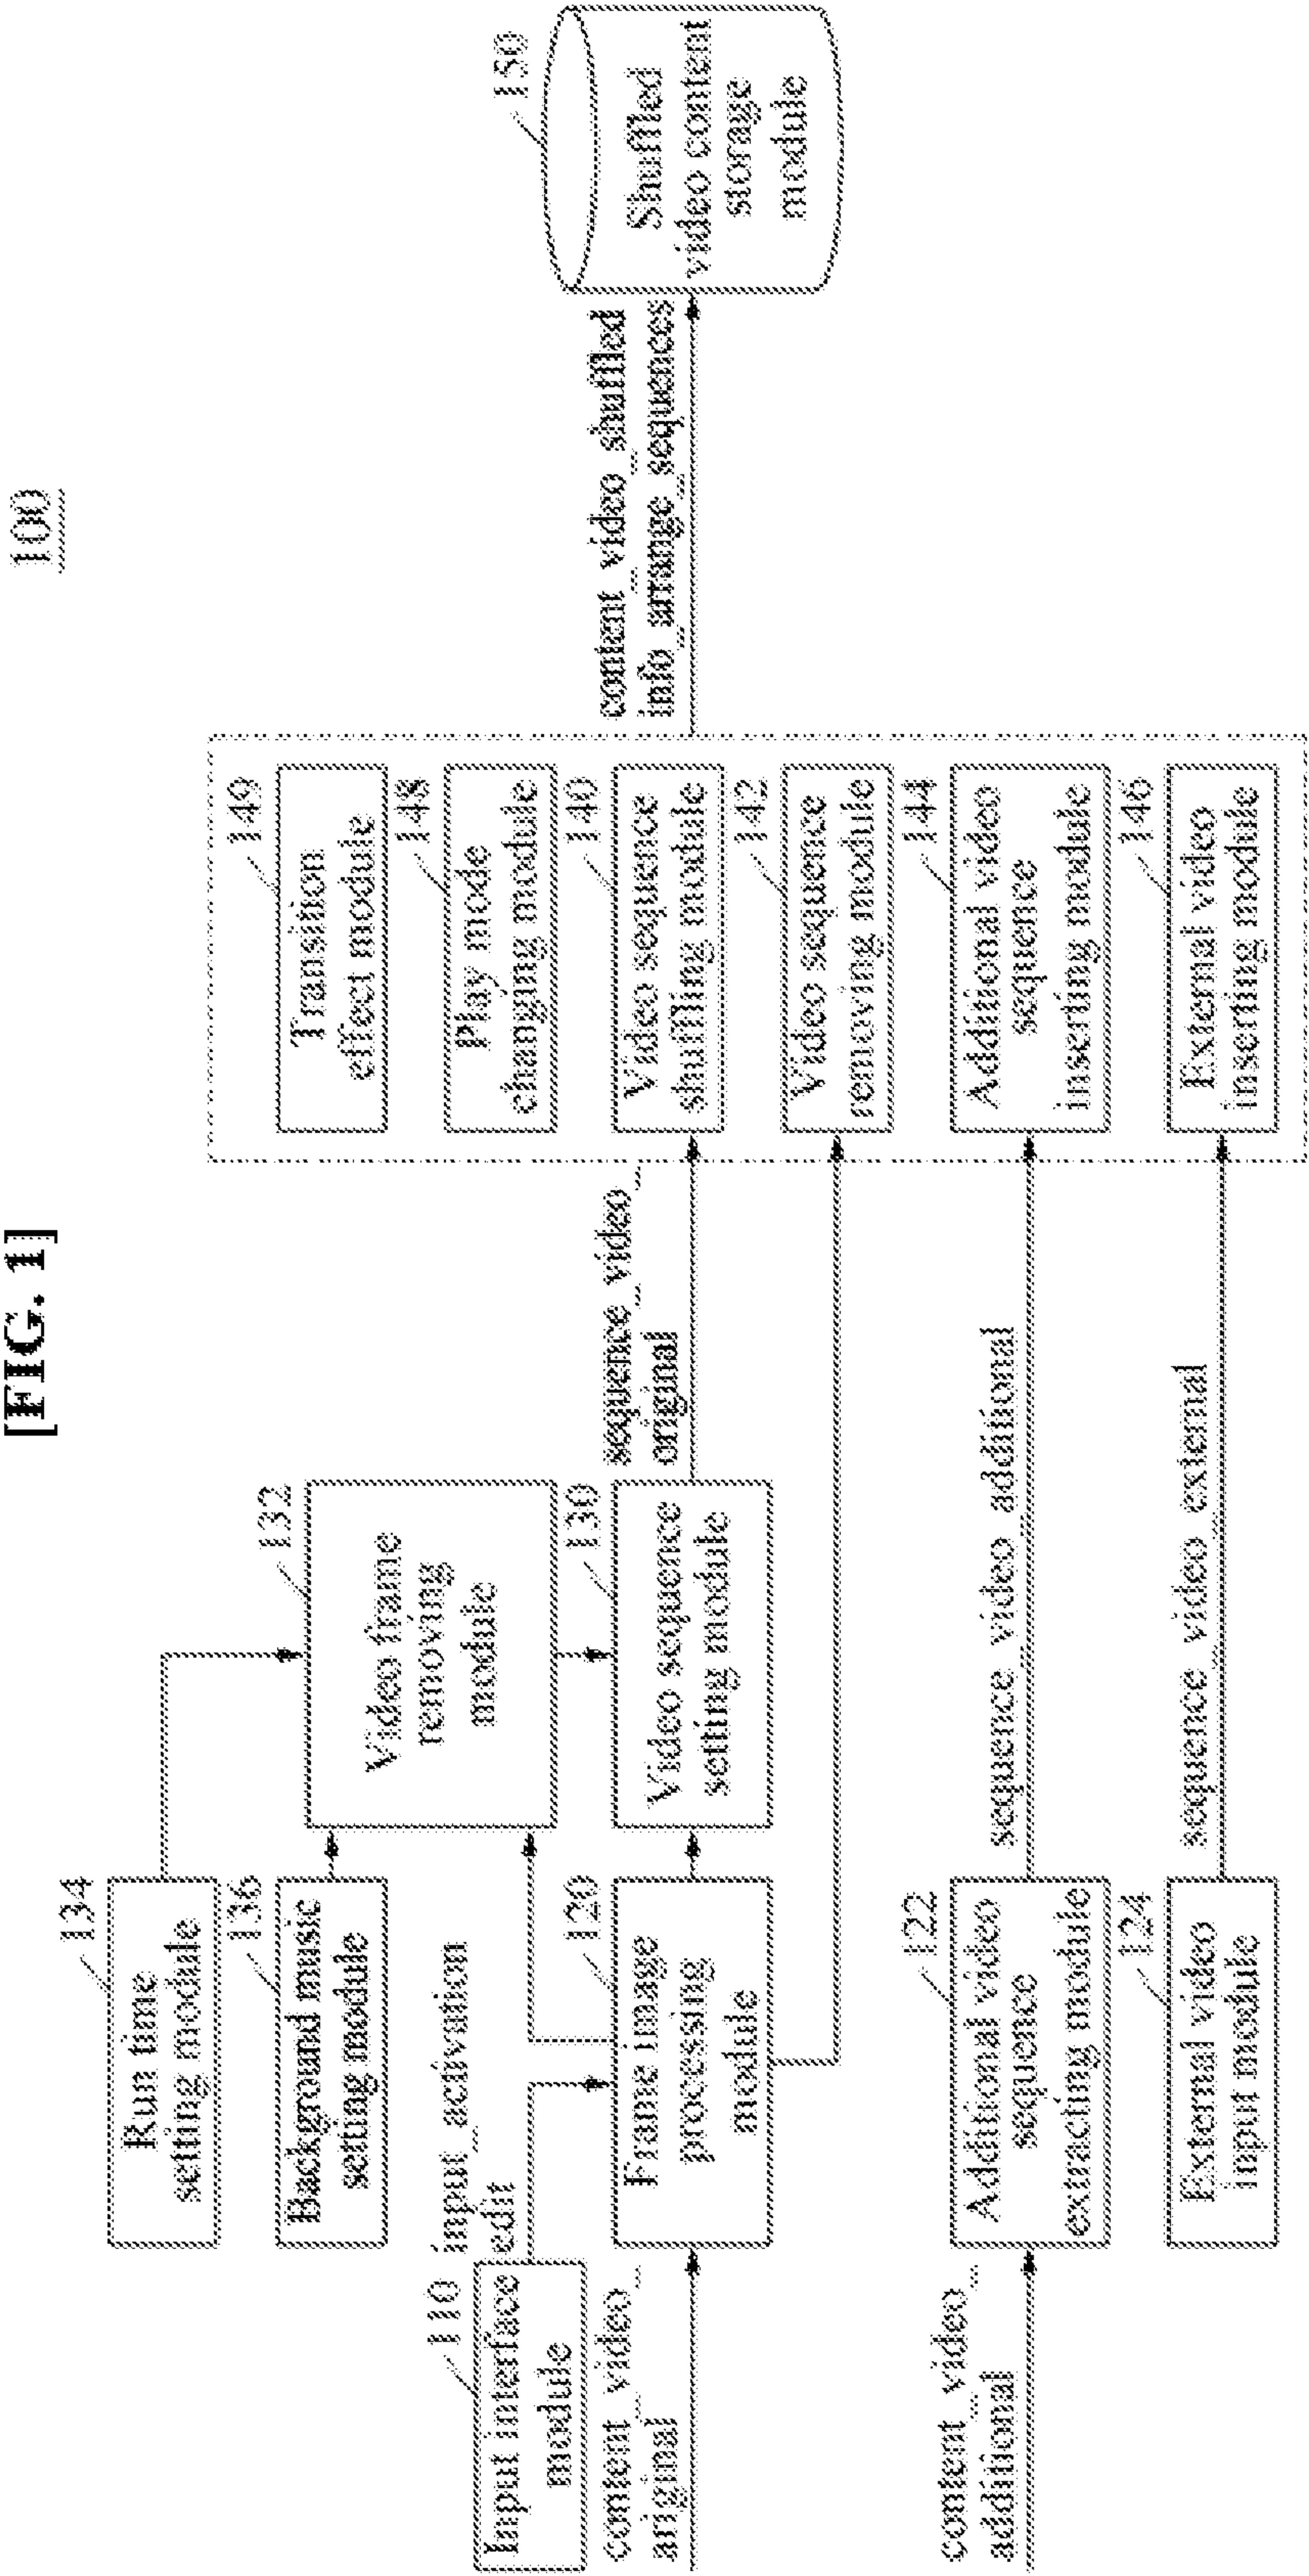 [FIG. 1]
100
134
Run time
setting module
136
Background music
setting module
132
Video frame
removing
module
149
Transition
effect module
148
Play mode
changing module
110
Input interface
module
input_activation_
edit
content_video_
ariginal
120
Frame image
processing
module
130
Video sequence
setting module
sequence_video_
original
140
Video sequence
shuffling module
142
Video sequence
removing module
content_video_shuffled
info_arrange_sequences
150
Shuffled
video content
storage
module
content_video_
additional
122
Additional video
sequence
extracting module
sequence_video_additional
144
Additional video
sequence
inserting module
124
External video
input module
sequence_video_external
146
External video
inserting module